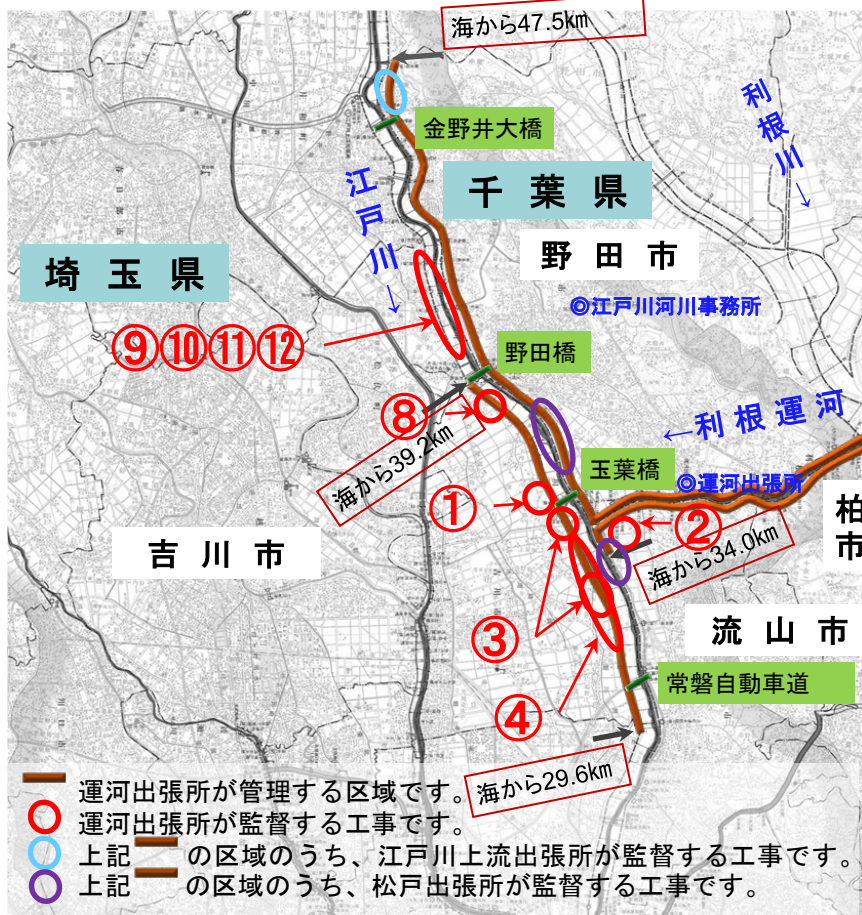 海から47.5km
金野井大橋
利根川↓
江戸川↓
千葉県
野田市
埼玉県
◎江戸川河川事務所
⑨⑩⑪⑫
野田橋
⑧
海から39.2km
←利根運河
玉葉橋
◎運河出張所
①
②
柏市
吉川市
海から34.0km
③
流山市
④
常磐自動車道
海から29.6km
運河出張所が管理する区域です。
運河出張所が監督する工事です。
上記 の区域のうち、江戸川上流出張所が監督する工事です。
上記 の区域のうち、松戸出張所が監督する工事です。